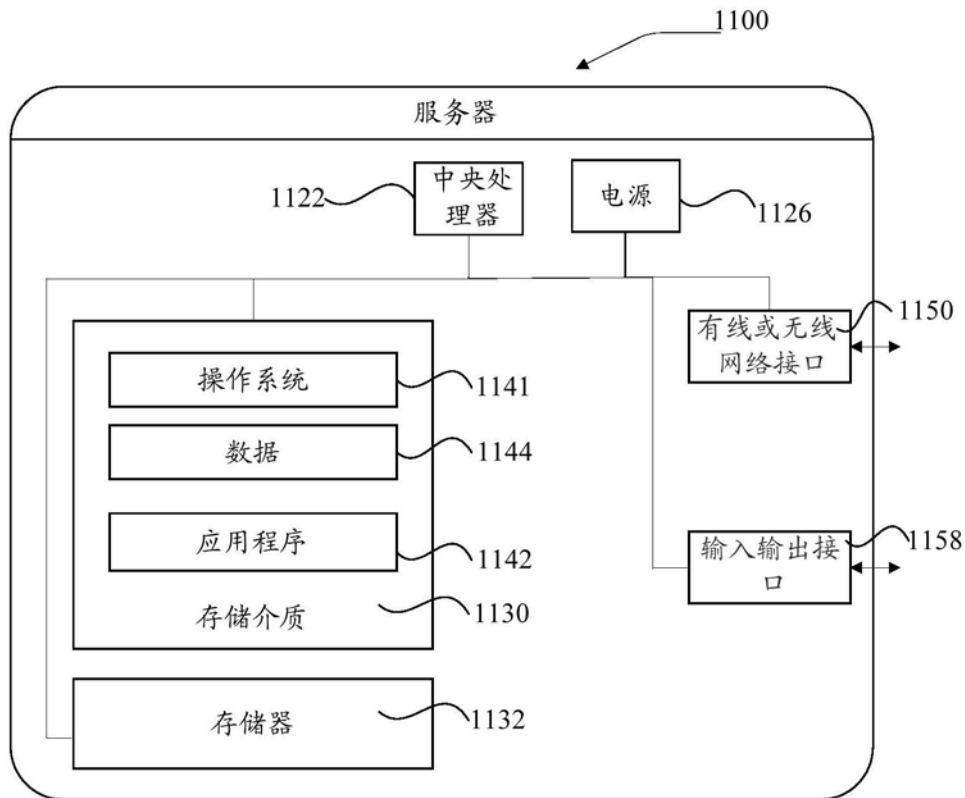 1100
服务器
1122
中央处
理器
电源
1126
有线或无线
网络接口
1150
操作系统
1141
数据
1144
应用程序
1142
输入输出接
口
1158
存储介质
1130
存储器
1132